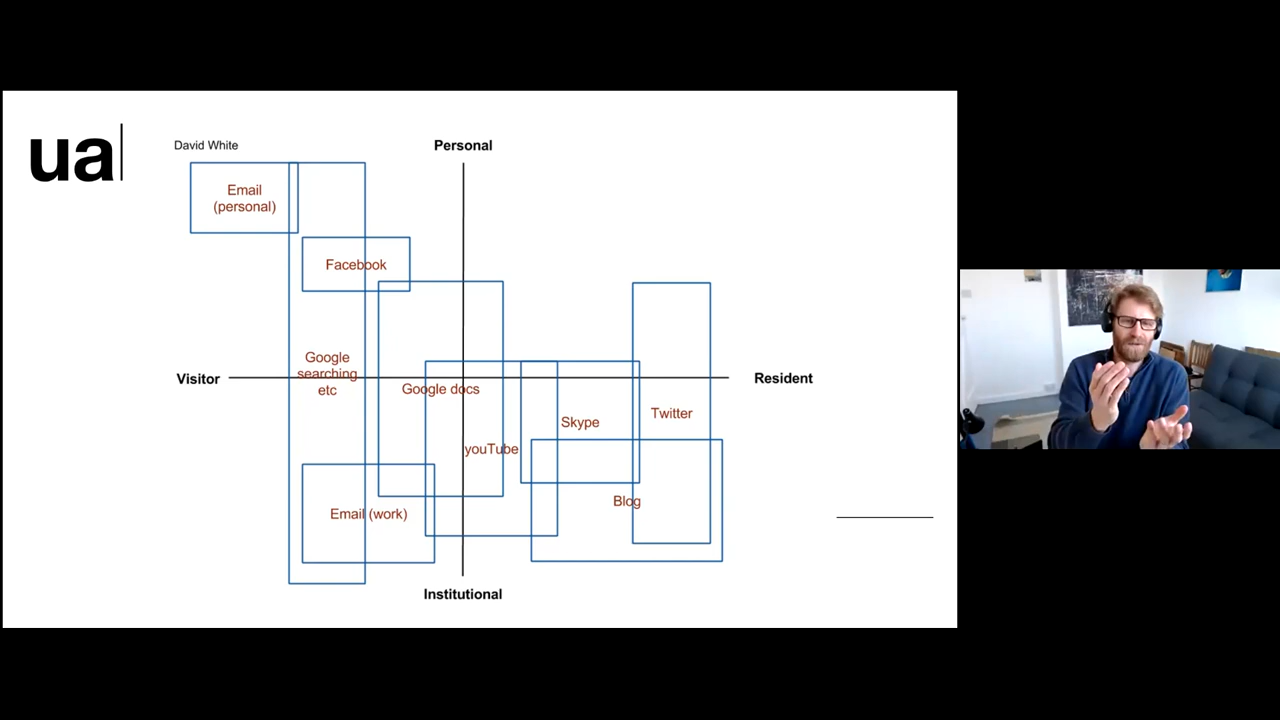 ua
David White
Personal
Email
(personal)
Facebook
Google
searching
etc
Visitor
Google docs
Resident
Twitter
Skype
youTube
Blog
Email (work)
Institutional